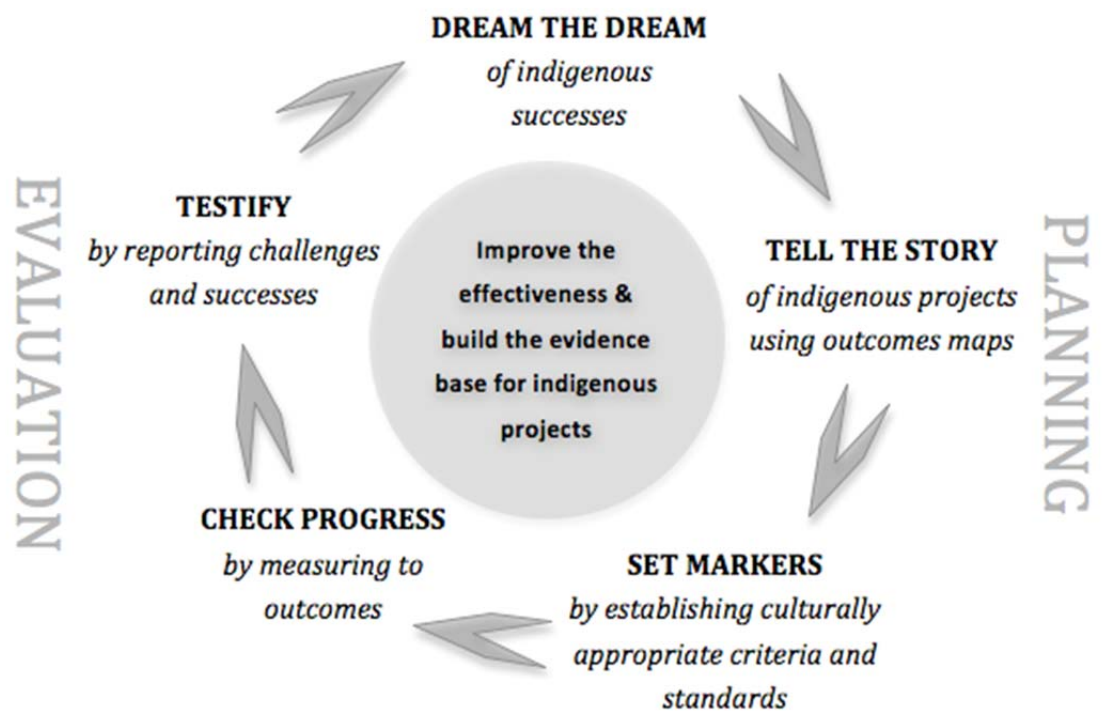 DREAM THE DREAM
of indigenous
successes
TELL THE STORY
of indigenous projects
using outcomes maps
PLANNING
SET MARKERS
by establishing culturally
appropriate criteria and
standards
CHECK PROGRESS
by measuring to
outcomes
TESTIFY
by reporting challenges
and successes
EVALUATION
Improve the
effectiveness &
build the evidence
base for indigenous
projects